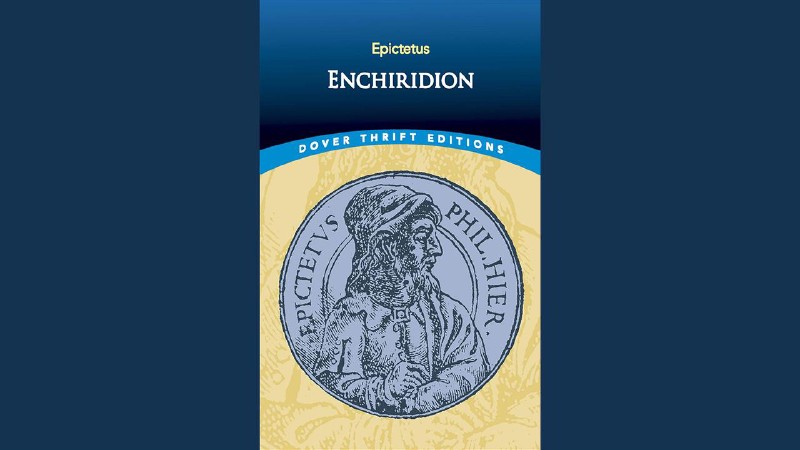 Epictetus
ENCHIRIDION
DOVER THRIFT EDITIONS
EPICTETVS PHIL.HIER.